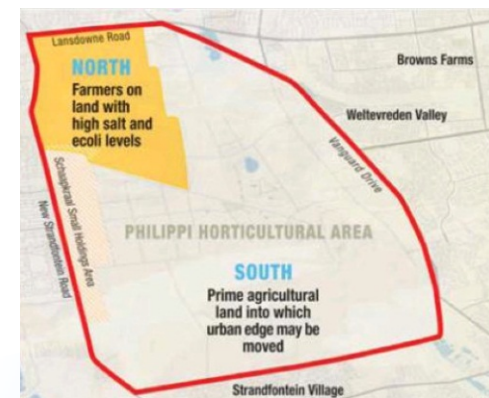 Lansdowne Road
NORTH
Farmers on
land with
high salt and
ecoli levels
Browns Farms
Weltevreden Valley
Vanguard Drive
Schaapkraal Small Holdings Area
New Strandfontein Road
PHILIPPI HORTICULTURAL AREA
SOUTH
Prime agricultural
land into which
urban edge may be
moved
Strandfontein Village